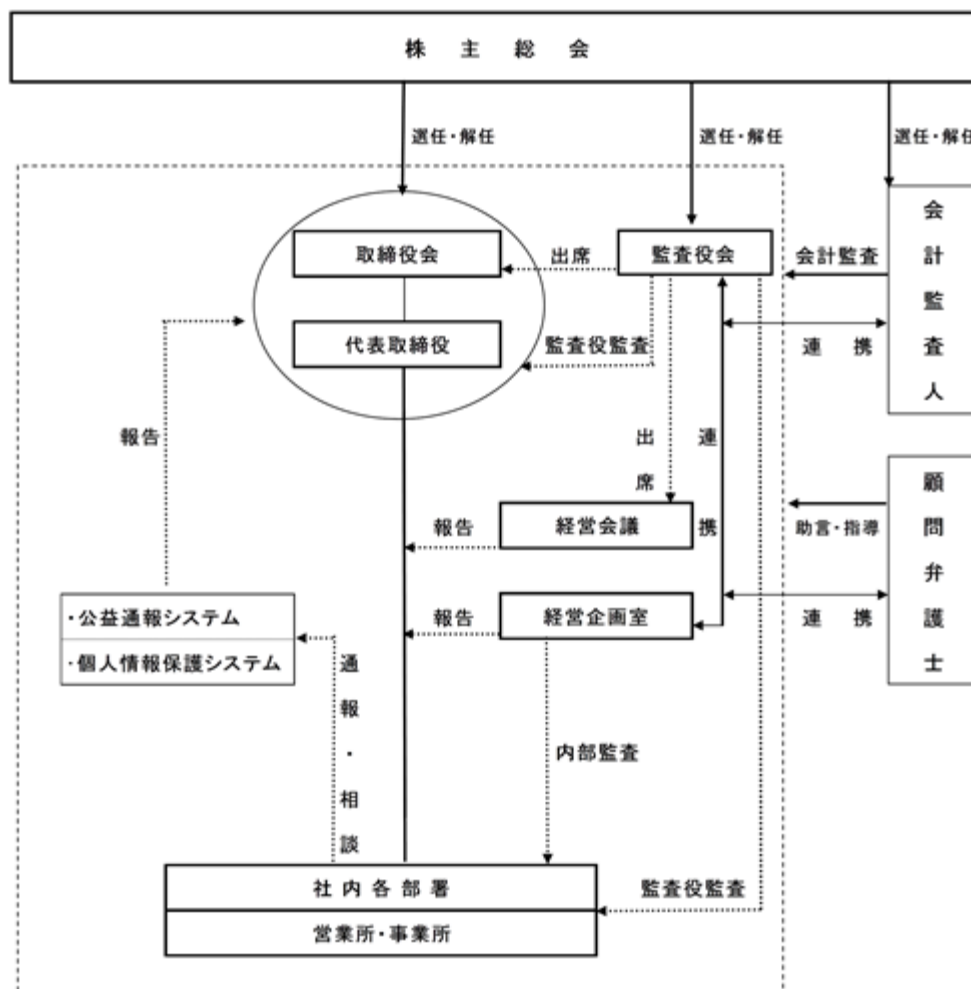 株 主 総 会
選任・解任
選任・解任
選任・解任
取締役会
出席
監査役会
会計監査
会計監査人
代表取締役
監査役監査
連 携
報告
出席
連携
経営会議
報告
助言・指導
顧問弁護士
・公益通報システム
・個人情報保護システム
報告
経営企画室
連 携
通報・相談
内部監査
社 内 各 部 署
監査役監査
営業所・事業所